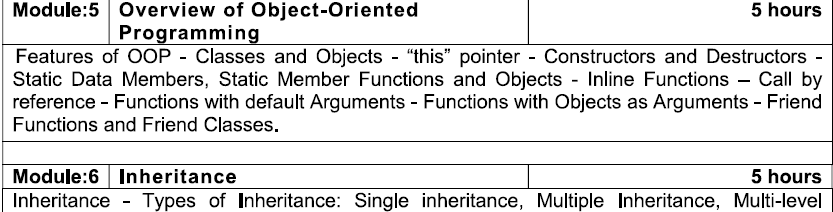 Module:5 Overview of Object-Oriented Programming 5 hours
Features of OOP - Classes and Objects - “this” pointer - Constructors and Destructors -
Static Data Members, Static Member Functions and Objects - Inline Functions – Call by
reference - Functions with default Arguments - Functions with Objects as Arguments - Friend
Functions and Friend Classes.
Module:6 Inheritance 5 hours
Inheritance - Types of Inheritance: Single inheritance, Multiple Inheritance, Multi-level